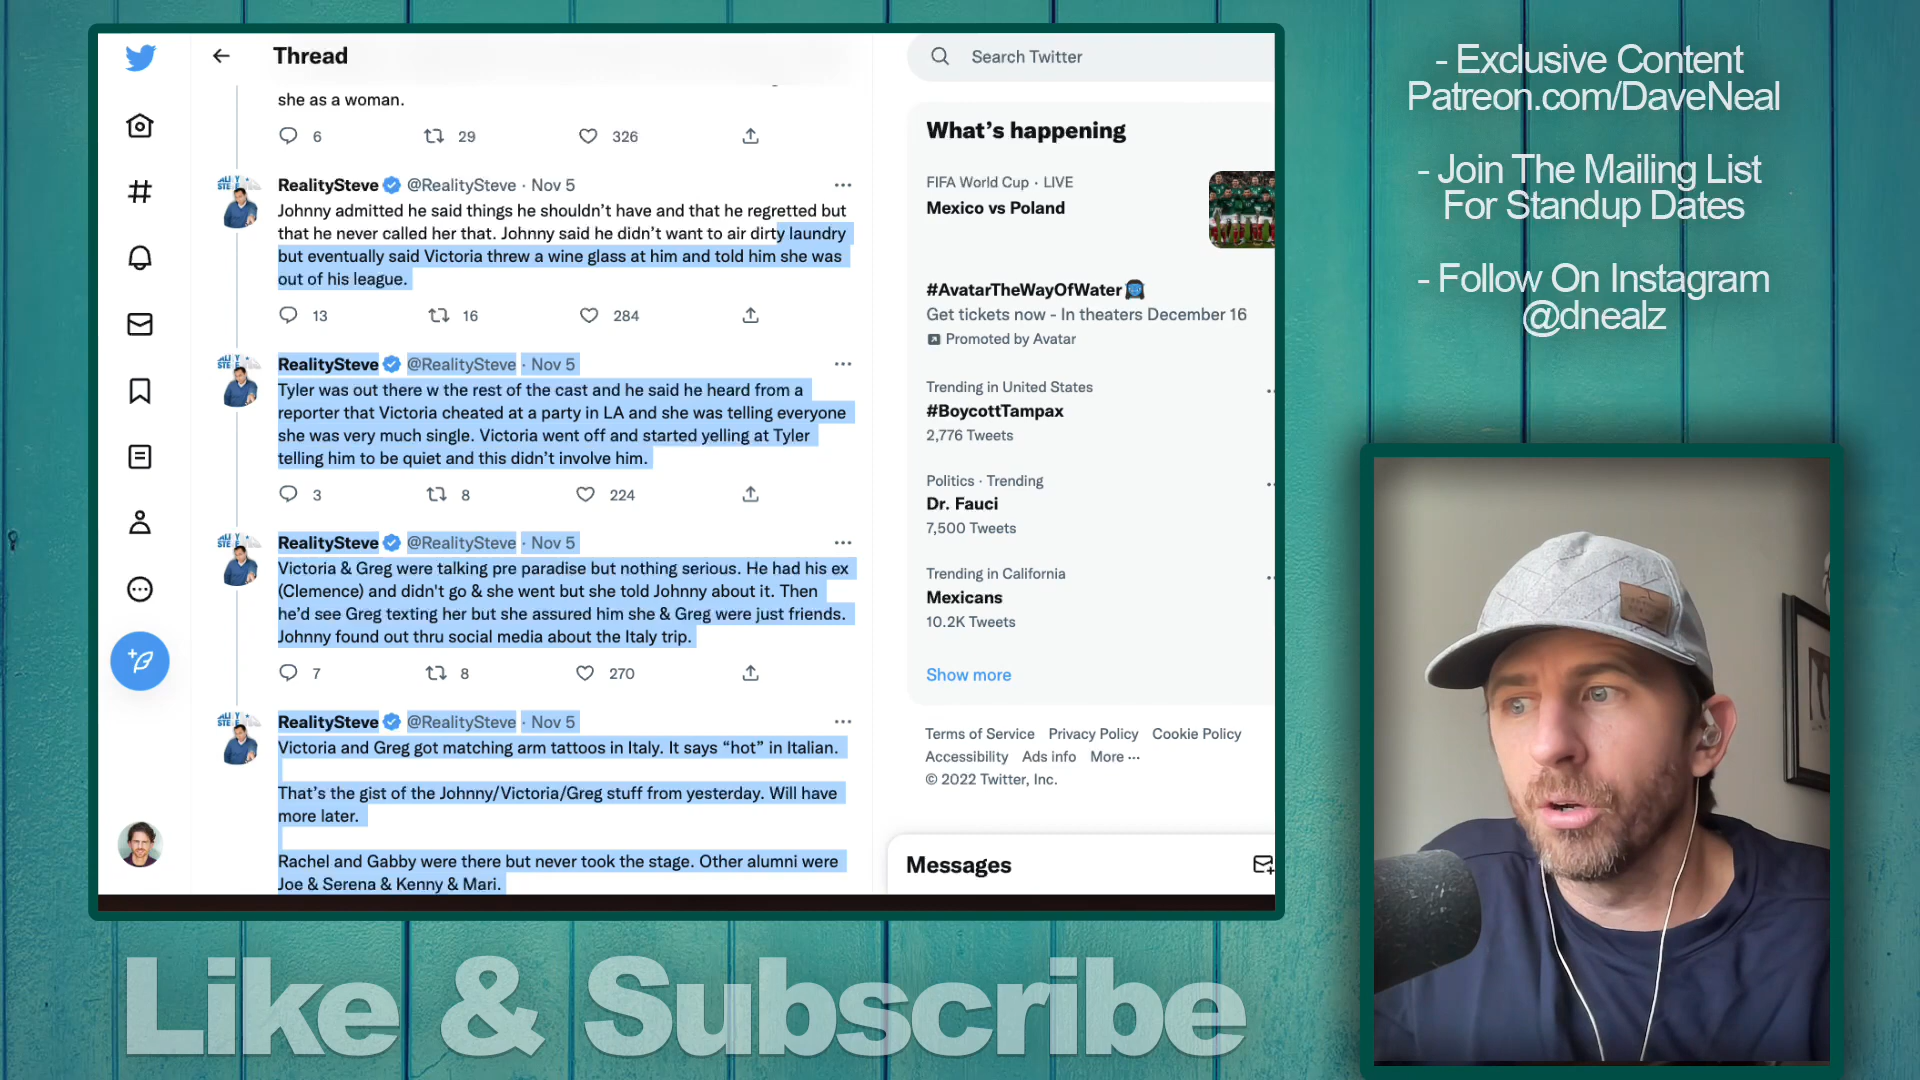 Thread
she as a woman.
6 29 326
RealitySteve @RealitySteve · Nov 5
Johnny admitted he said things he shouldn't have and that he regretted but
that he never called her that. Johnny said he didn't want to air dirty laundry
but eventually said Victoria threw a wine glass at him and told him she was
out of his league.
13 16 284
RealitySteve @RealitySteve · Nov 5
Tyler was out there w the rest of the cast and he said he heard from a
reporter that Victoria cheated at a party in LA and she was telling everyone
she was very much single. Victoria went off and started yelling at Tyler
telling him to be quiet and this didn't involve him.
3 8 224
RealitySteve @RealitySteve · Nov 5
Victoria & Greg were talking pre paradise but nothing serious. He had his ex
(Clemence) and didn't go & she went but she told Johnny about it. Then
he'd see Greg texting her but she assured him she & Greg were just friends.
Johnny found out thru social media about the Italy trip.
7 8 270
RealitySteve @RealitySteve · Nov 5
Victoria and Greg got matching arm tattoos in Italy. It says "hot" in Italian.
That's the gist of the Johnny/Victoria/Greg stuff from yesterday. Will have
more later.
Rachel and Gabby were there but never took the stage. Other alumni were
Joe & Serena & Kenny & Mari.
Search Twitter
What's happening
FIFA World Cup · LIVE
Mexico vs Poland
#AvatarTheWayOfWater
Get tickets now - In theaters December 16
Promoted by Avatar
Trending in United States
#BoycottTampax
2,776 Tweets
Politics · Trending
Dr. Fauci
7,500 Tweets
Trending in California
Mexicans
10.2K Tweets
Show more
Terms of Service Privacy Policy Cookie Policy
Accessibility Ads info More ···
© 2022 Twitter, Inc.
Messages
- Exclusive Content
Patreon.com/DaveNeal
- Join The Mailing List
For Standup Dates
- Follow On Instagram
@dnealz
Like & Subscribe